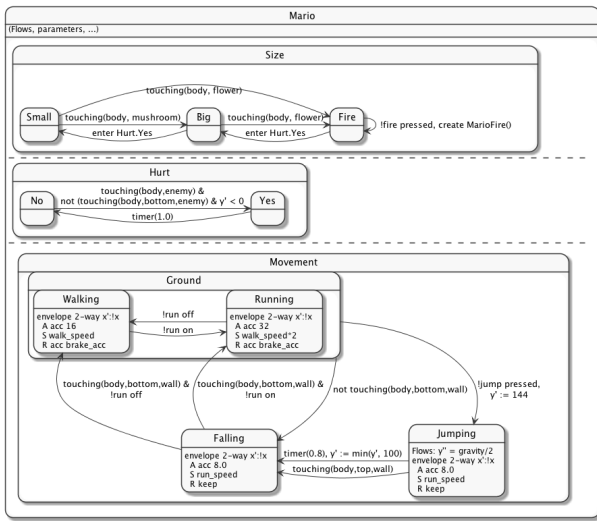 Mario
(Flows, parameters, ...)
Size
touching(body, flower)
Small
touching(body, mushroom)
Big
touching(body, flower)
Fire
enter Hurt.Yes
enter Hurt.Yes
!fire pressed, create MarioFire()
Hurt
No
touching(body,enemy) &
not (touching(body,bottom,enemy) & y' < 0
Yes
timer(1.0)
Movement
Ground
Walking
envelope 2-way x':!x
A acc 16
S walk_speed
R acc brake_acc
!run off
!run on
Running
envelope 2-way x':!x
A acc 32
S walk_speed*2
R acc brake_acc
touching(body,bottom,wall) &
!run off
touching(body,bottom,wall) &
!run on
not touching(body,bottom,wall)
!jump pressed,
y' := 144
Falling
envelope 2-way x':!x
A acc 8.0
S run_speed
R keep
timer(0.8), y' := min(y', 100)
touching(body,top,wall)
Jumping
Flows: y'' = gravity/2
envelope 2-way x':!x
A acc 8.0
S run_speed
R keep